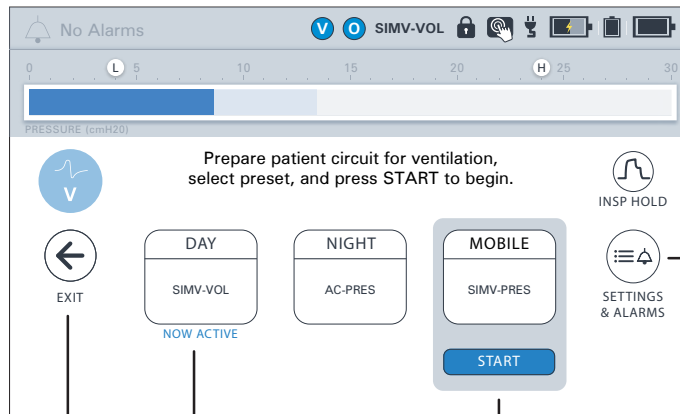 No Alarms
V O SIMV-VOL
0 L 5 10 15 20 H 25 30
PRESSURE (cmH20)
Prepare patient circuit for ventilation,
select preset, and press START to begin.
V
INSP HOLD
DAY
NIGHT
MOBILE
SIMV-VOL
AC-PRES
SIMV-PRES
EXIT
SETTINGS
& ALARMS
NOW ACTIVE
START